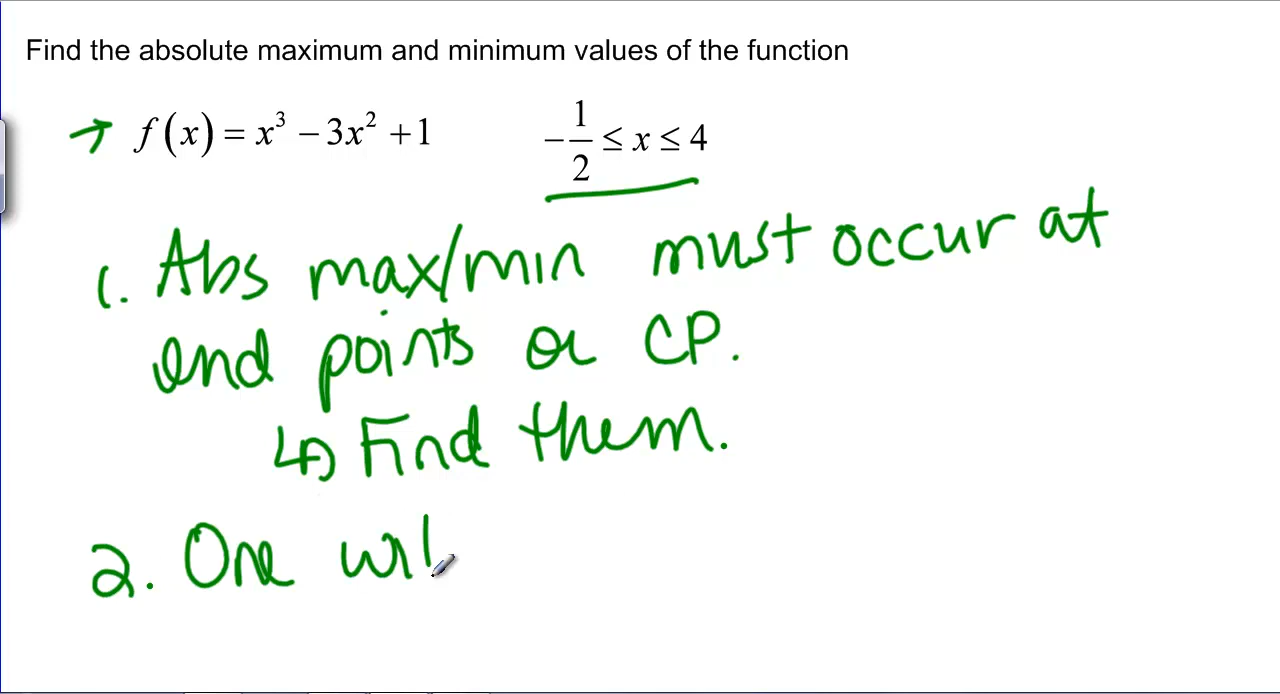 Find the absolute maximum and minimum values of the function
→ f(x) = x³ − 3x² + 1 −1/2 ≤ x ≤ 4
1. Abs max/min must occur at
end points or CP.
↳ Find them.
2. One wil